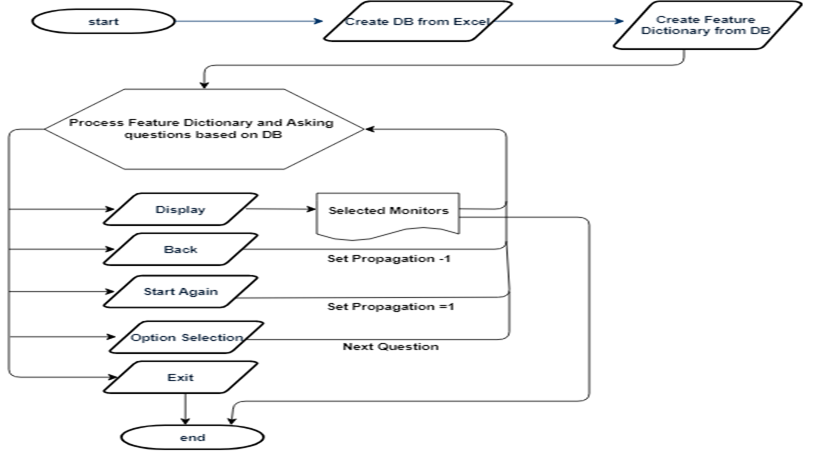 start
Create DB from Excel
Create Feature
Dictionary from DB
Process Feature Dictionary and Asking
questions based on DB
Display
Selected Monitors
Back
Set Propagation -1
Start Again
Set Propagation =1
Option Selection
Next Question
Exit
end